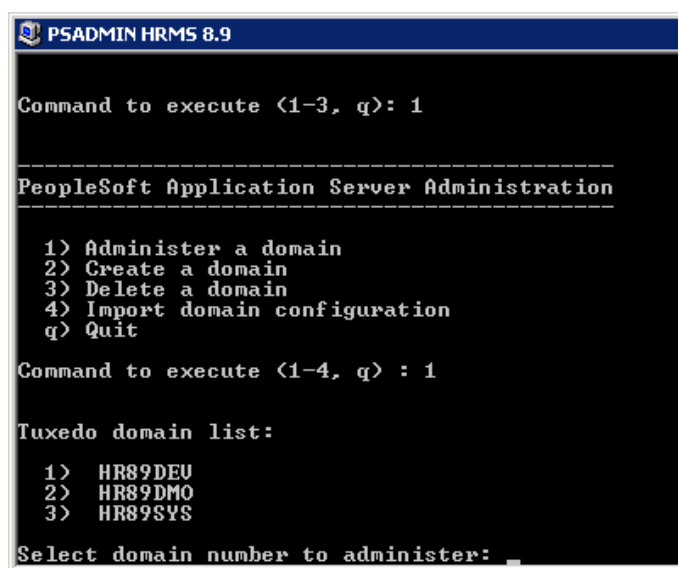 PSADMIN HRMS 8.9
Command to execute (1-3, q): 1
----------------------------------------------
PeopleSoft Application Server Administration
----------------------------------------------
1) Administer a domain
2) Create a domain
3) Delete a domain
4) Import domain configuration
q) Quit
Command to execute (1-4, q) : 1
Tuxedo domain list:
1) HR89DEV
2) HR89DMO
3) HR89SYS
Select domain number to administer: _